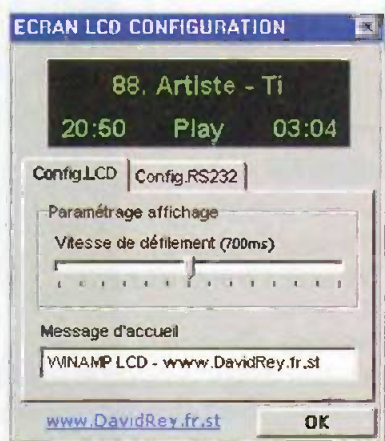 ECRAN LCD CONFIGURATION
88. Artiste - Ti
20:50 Play 03:04
Config.LCD Config.RS232
Paramétrage affichage
Vitesse de défilement (700ms)
Message d'accueil
WINAMP LCD - www.DavidRey.fr.st
www.DavidRey.fr.st OK